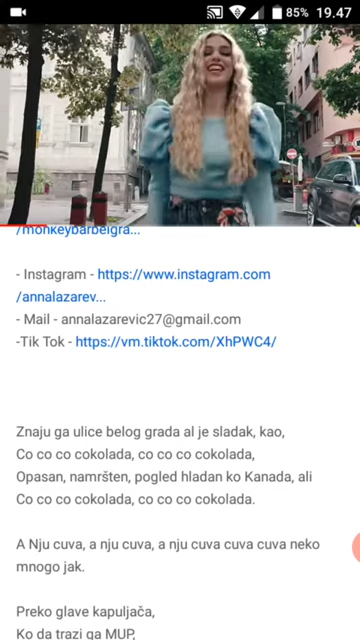 85% 19.47
/monkeybarbelgra...
- Instagram - https://www.instagram.com
/annalazarev...
- Mail - annalazarevic27@gmail.com
-Tik Tok - https://vm.tiktok.com/XhPWC4/
Znaju ga ulice belog grada al je sladak, kao,
Co co co cokolada, co co co cokolada,
Opasan, namršten, pogled hladan ko Kanada, ali
Co co co cokolada, co co co cokolada.
A Nju cuva, a nju cuva, a nju cuva cuva cuva neko
mnogo jak.
Preko glave kapuljača,
Ko da trazi ga MUP,